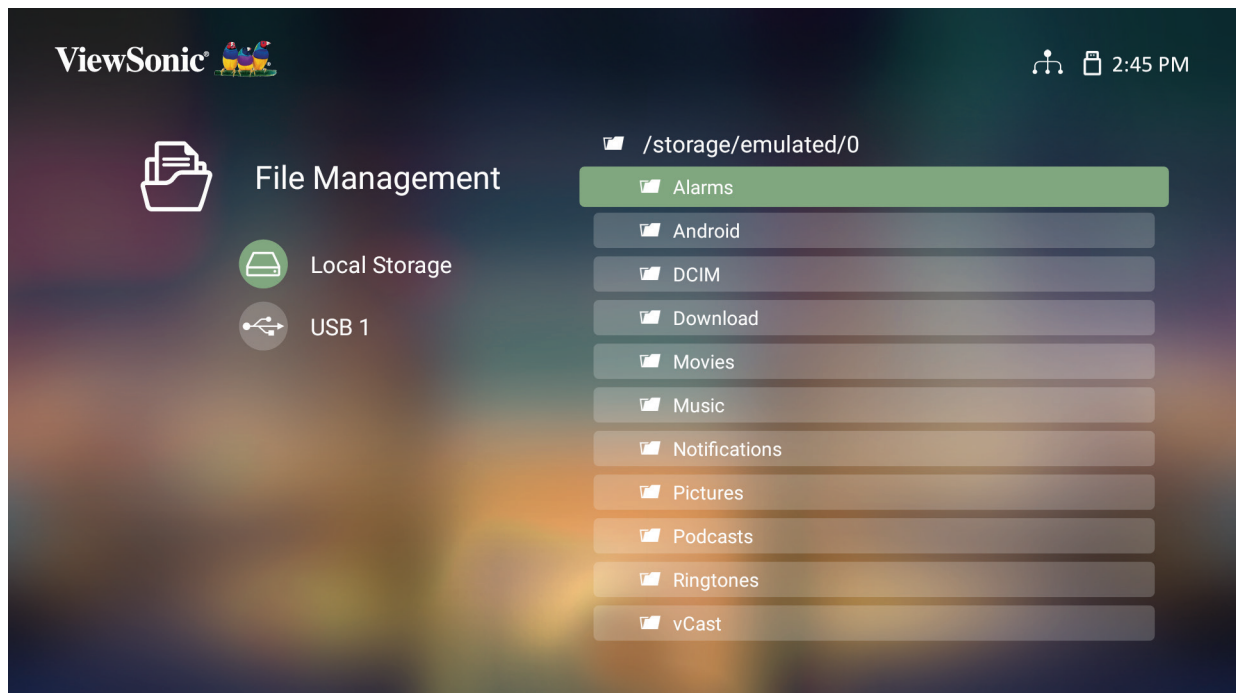 ViewSonic®
2:45 PM
File Management
Local Storage
USB 1
/storage/emulated/0
Alarms
Android
DCIM
Download
Movies
Music
Notifications
Pictures
Podcasts
Ringtones
vCast